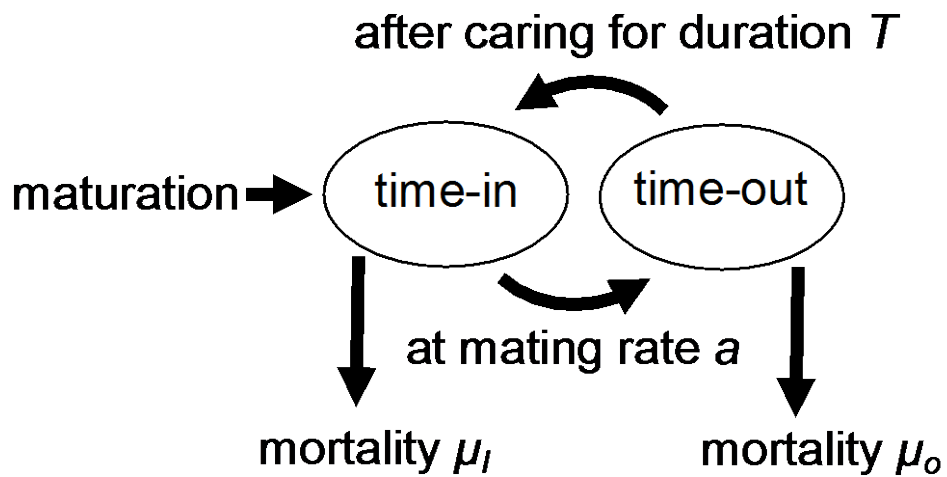 after caring for duration T
maturation
time-in
time-out
at mating rate a
mortality μI
mortality μo